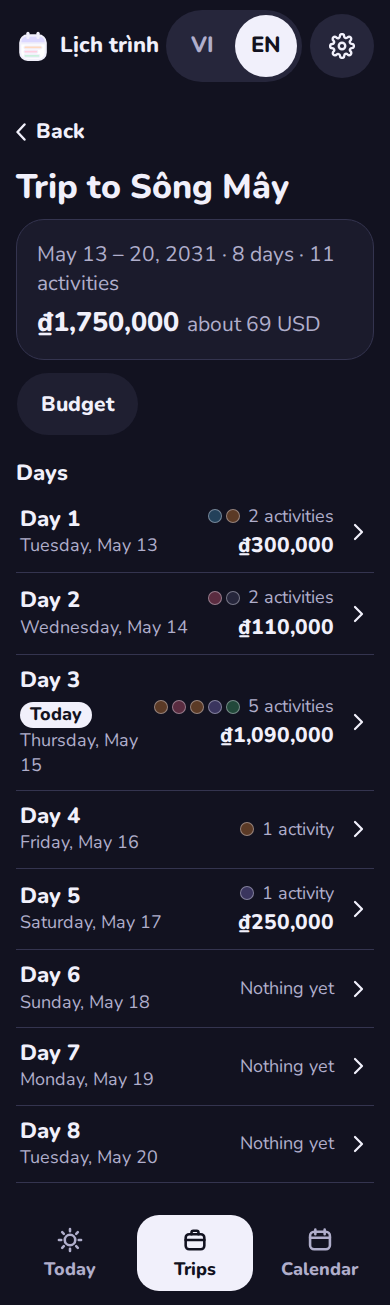 Lịch trình VI EN
Back
Trip to Sông Mây
May 13 – 20, 2031 · 8 days · 11
activities
₫1,750,000 about 69 USD
Budget
Days
Day 1
2 activities
Tuesday, May 13
₫300,000
Day 2
2 activities
Wednesday, May 14
₫110,000
Day 3
Today
Thursday, May
15
5 activities
₫1,090,000
Day 4
Friday, May 16
1 activity
Day 5
1 activity
Saturday, May 17
₫250,000
Day 6
Sunday, May 18
Nothing yet
Day 7
Monday, May 19
Nothing yet
Day 8
Tuesday, May 20
Nothing yet
Today Trips Calendar